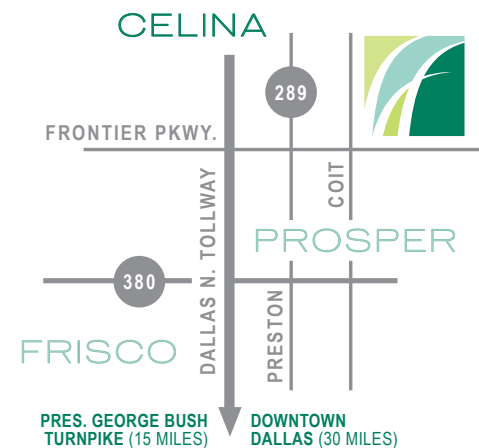 CELINA
289
FRONTIER PKWY.
DALLAS N. TOLLWAY
COIT
PROSPER
380
PRESTON
FRISCO
PRES. GEORGE BUSH
TURNPIKE (15 MILES)
DOWNTOWN
DALLAS (30 MILES)